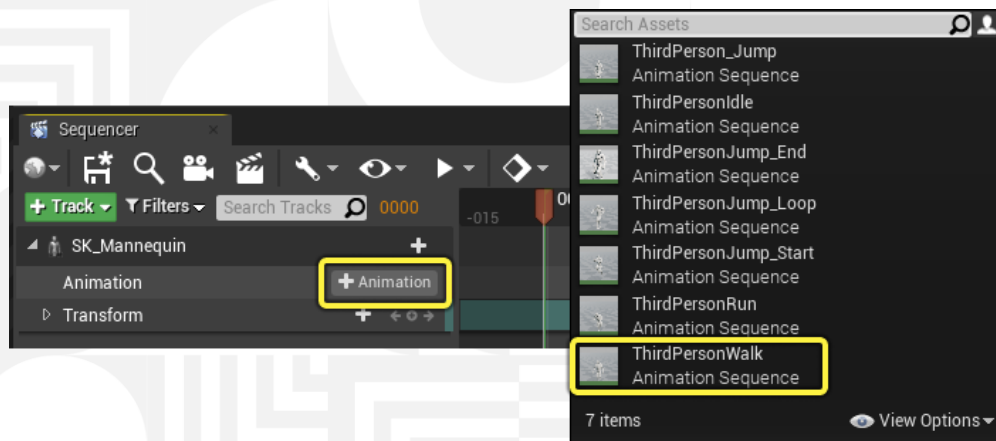 Sequencer
+ Track
Filters
Search Tracks
0000
-015
SK_Mannequin
Animation
+ Animation
Transform
Search Assets
ThirdPerson_Jump
Animation Sequence
ThirdPersonIdle
Animation Sequence
ThirdPersonJump_End
Animation Sequence
ThirdPersonJump_Loop
Animation Sequence
ThirdPersonJump_Start
Animation Sequence
ThirdPersonRun
Animation Sequence
ThirdPersonWalk
Animation Sequence
7 items
View Options